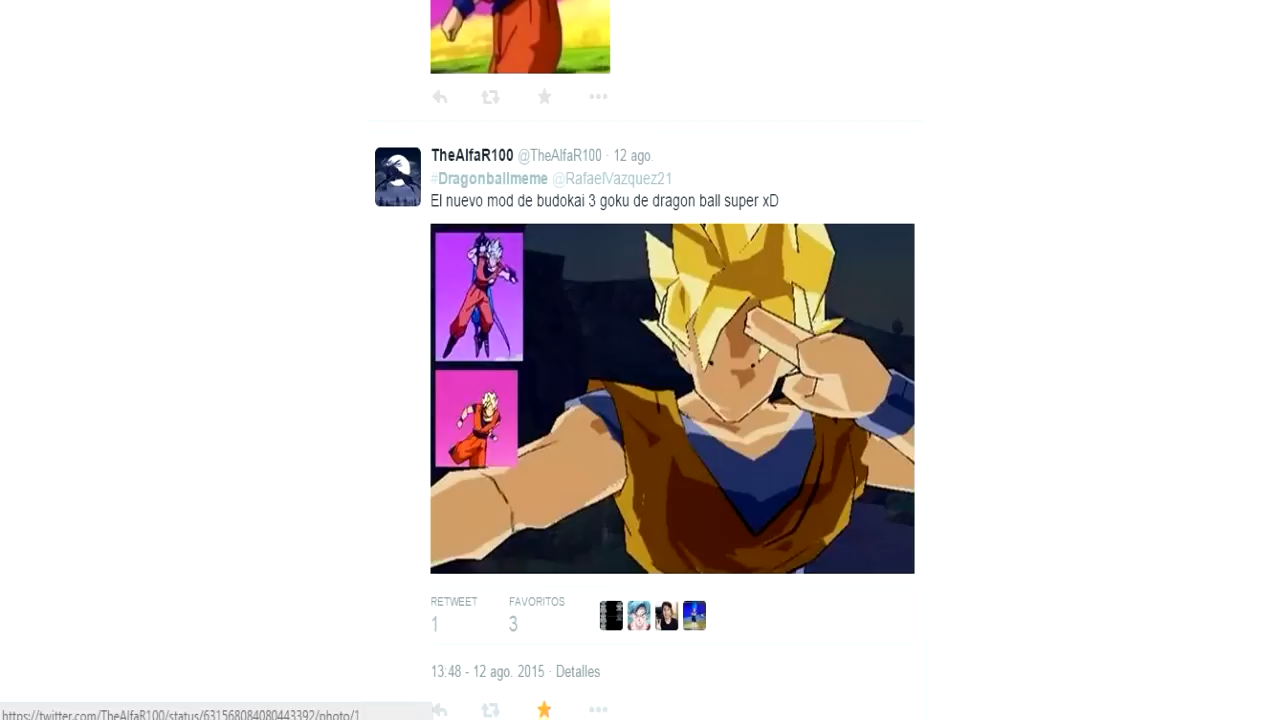 TheAlfaR100 @TheAlfaR100 · 12 ago.
#Dragonballmeme @RafaelVazquez21
El nuevo mod de budokai 3 goku de dragon ball super xD
RETWEET FAVORITOS
1 3
13:48 - 12 ago. 2015 · Detalles
https://twitter.com/TheAlfaR100/status/631568084080443392/photo/1